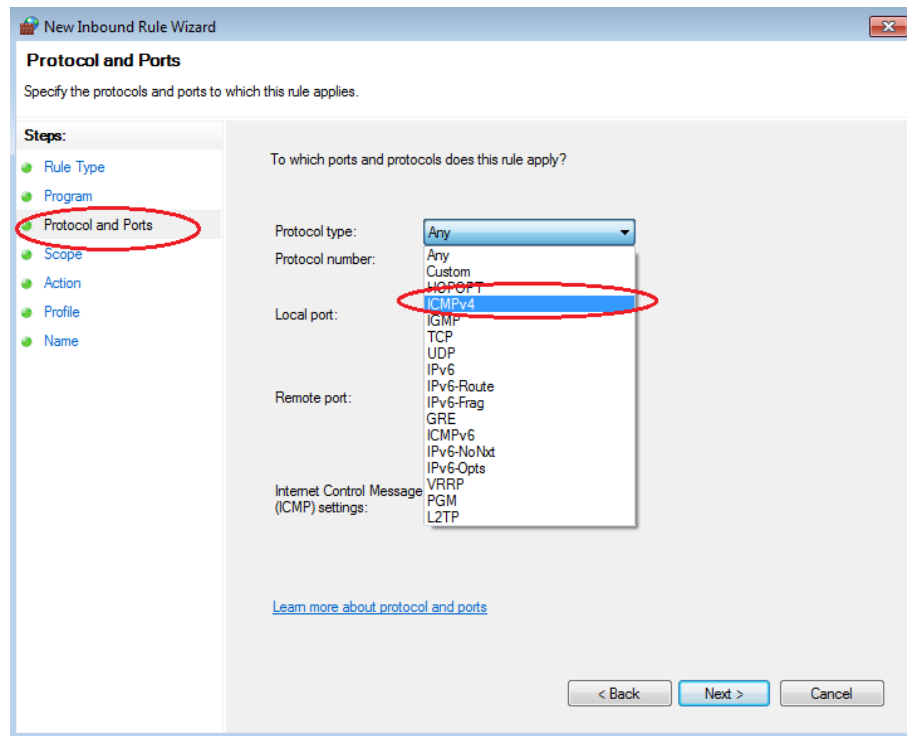 New Inbound Rule Wizard
Protocol and Ports
Specify the protocols and ports to which this rule applies.
Steps:
Rule Type
Program
Protocol and Ports
Scope
Action
Profile
Name
To which ports and protocols does this rule apply?
Protocol type:
Any
Protocol number:
Any
Custom
HOPOPT
ICMPv4
Local port:
IGMP
TCP
UDP
IPv6
IPv6-Route
Remote port:
IPv6-Frag
GRE
ICMPv6
IPv6-NoNxt
IPv6-Opts
VRRP
Internet Control Message
(ICMP) settings:
PGM
L2TP
Learn more about protocol and ports
< Back
Next >
Cancel